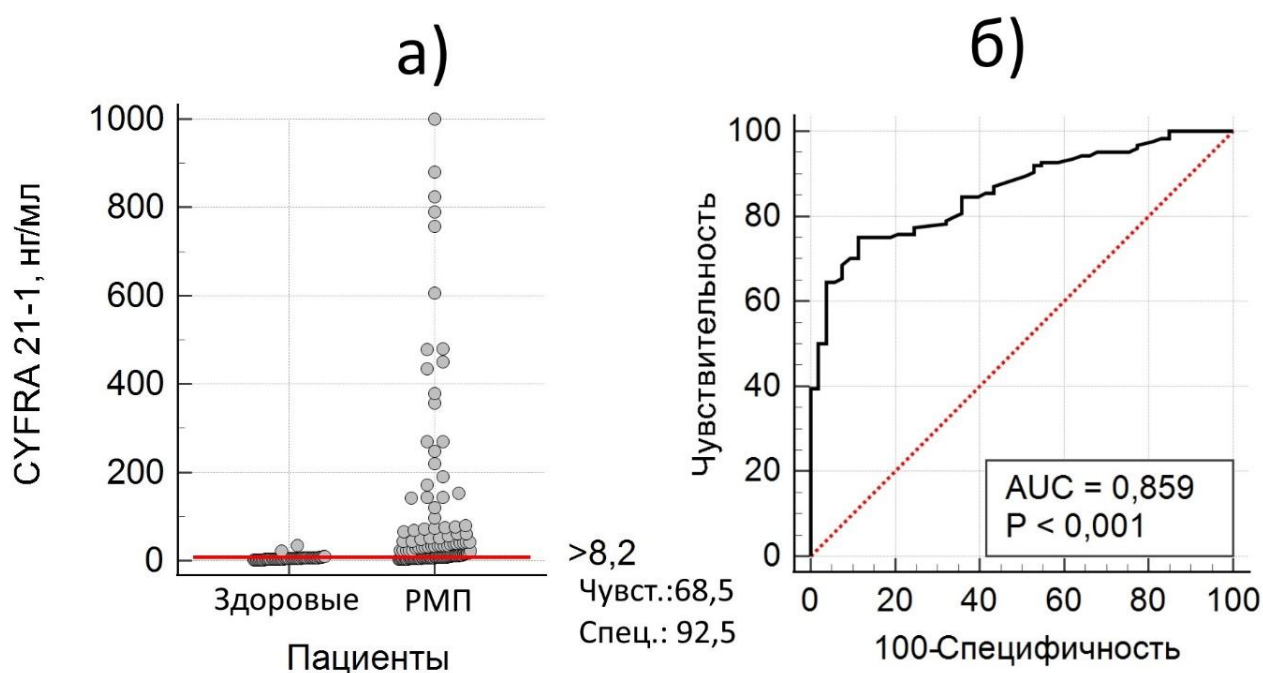 а)
CYFRA 21-1, нг/мл
1000
800
600
400
200
0
Здоровые
РМП
Пациенты
>8,2
Чувст.:68,5
Спец.: 92,5
б)
Чувствительность
100
80
60
40
20
0
AUC = 0,859
P < 0,001
0
20
40
60
80
100
100-Специфичность